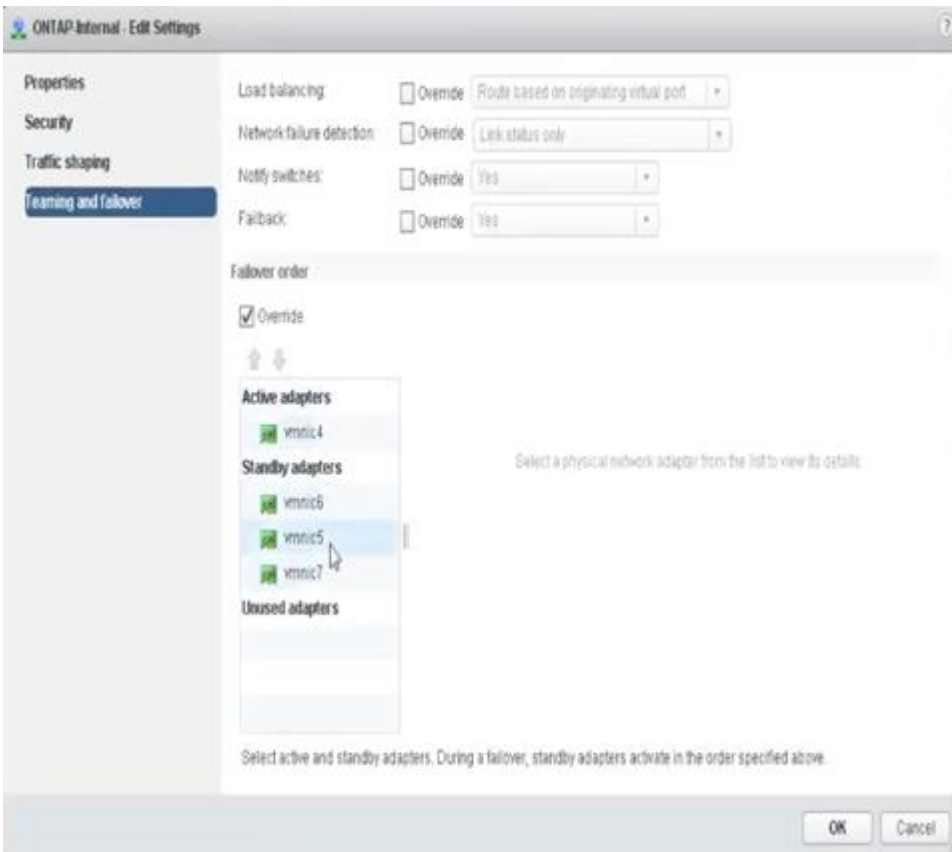 ONTAP-Internal - Edit Settings
?
Properties
Security
Traffic shaping
Teaming and failover
Load balancing: Override Route based on originating virtual port
Network failure detection: Override Link status only
Notify switches: Override Yes
Failback: Override Yes
Failover order
Override
Active adapters
vmnic4
Standby adapters
vmnic6
vmnic5
vmnic7
Unused adapters
Select a physical network adapter from the list to view its details.
Select active and standby adapters. During a failover, standby adapters activate in the order specified above.
OK Cancel